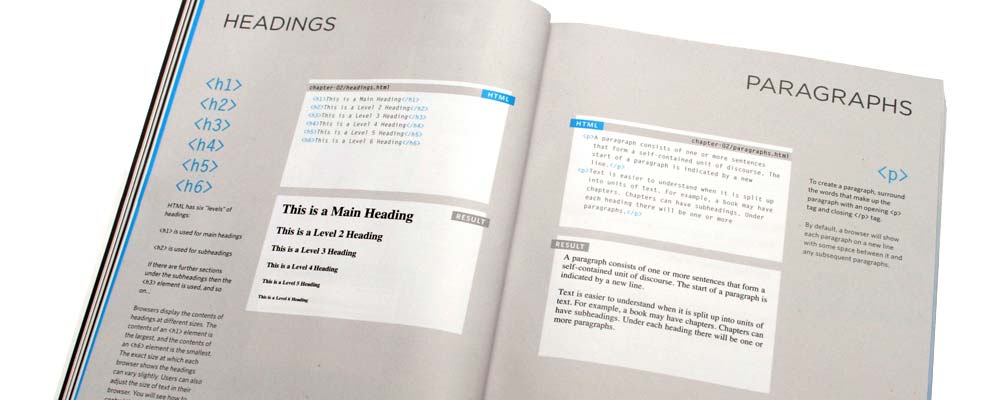 HEADINGS
<h1>
<h2>
<h3>
<h4>
<h5>
<h6>
HTML has six "levels" of
headings:
<h1> is used for main headings
<h2> is used for subheadings
If there are further sections
under the subheadings then the
<h3> element is used, and so
on...
Browsers display the contents of
headings at different sizes. The
contents of an <h1> element is
the largest, and the contents of
an <h6> element is the smallest.
The exact size at which each
browser shows the headings
can vary slightly. Users can also
adjust the size of text in their
browser. You will see how to
chapter-02/headings.html
HTML
<h1>This is a Main Heading</h1>
<h2>This is a Level 2 Heading</h2>
<h3>This is a Level 3 Heading</h3>
<h4>This is a Level 4 Heading</h4>
<h5>This is a Level 5 Heading</h5>
<h6>This is a Level 6 Heading</h6>
RESULT
This is a Main Heading
This is a Level 2 Heading
This is a Level 3 Heading
This is a Level 4 Heading
This is a Level 5 Heading
This is a Level 6 Heading
PARAGRAPHS
HTML
chapter-02/paragraphs.html
<p>A paragraph consists of one or more sentences
that form a self-contained unit of discourse. The
start of a paragraph is indicated by a new
line.</p>
<p>Text is easier to understand when it is split up
into units of text. For example, a book may have
chapters. Chapters can have subheadings. Under
each heading there will be one or more
paragraphs.</p>
RESULT
A paragraph consists of one or more sentences that form a
self-contained unit of discourse. The start of a paragraph is
indicated by a new line.
Text is easier to understand when it is split up into units of
text. For example, a book may have chapters. Chapters can
have subheadings. Under each heading there will be one or
more paragraphs.
<p>
To create a paragraph, surround
the words that make up the
paragraph with an opening <p>
tag and closing </p> tag.
By default, a browser will show
each paragraph on a new line
with some space between it and
any subsequent paragraphs.